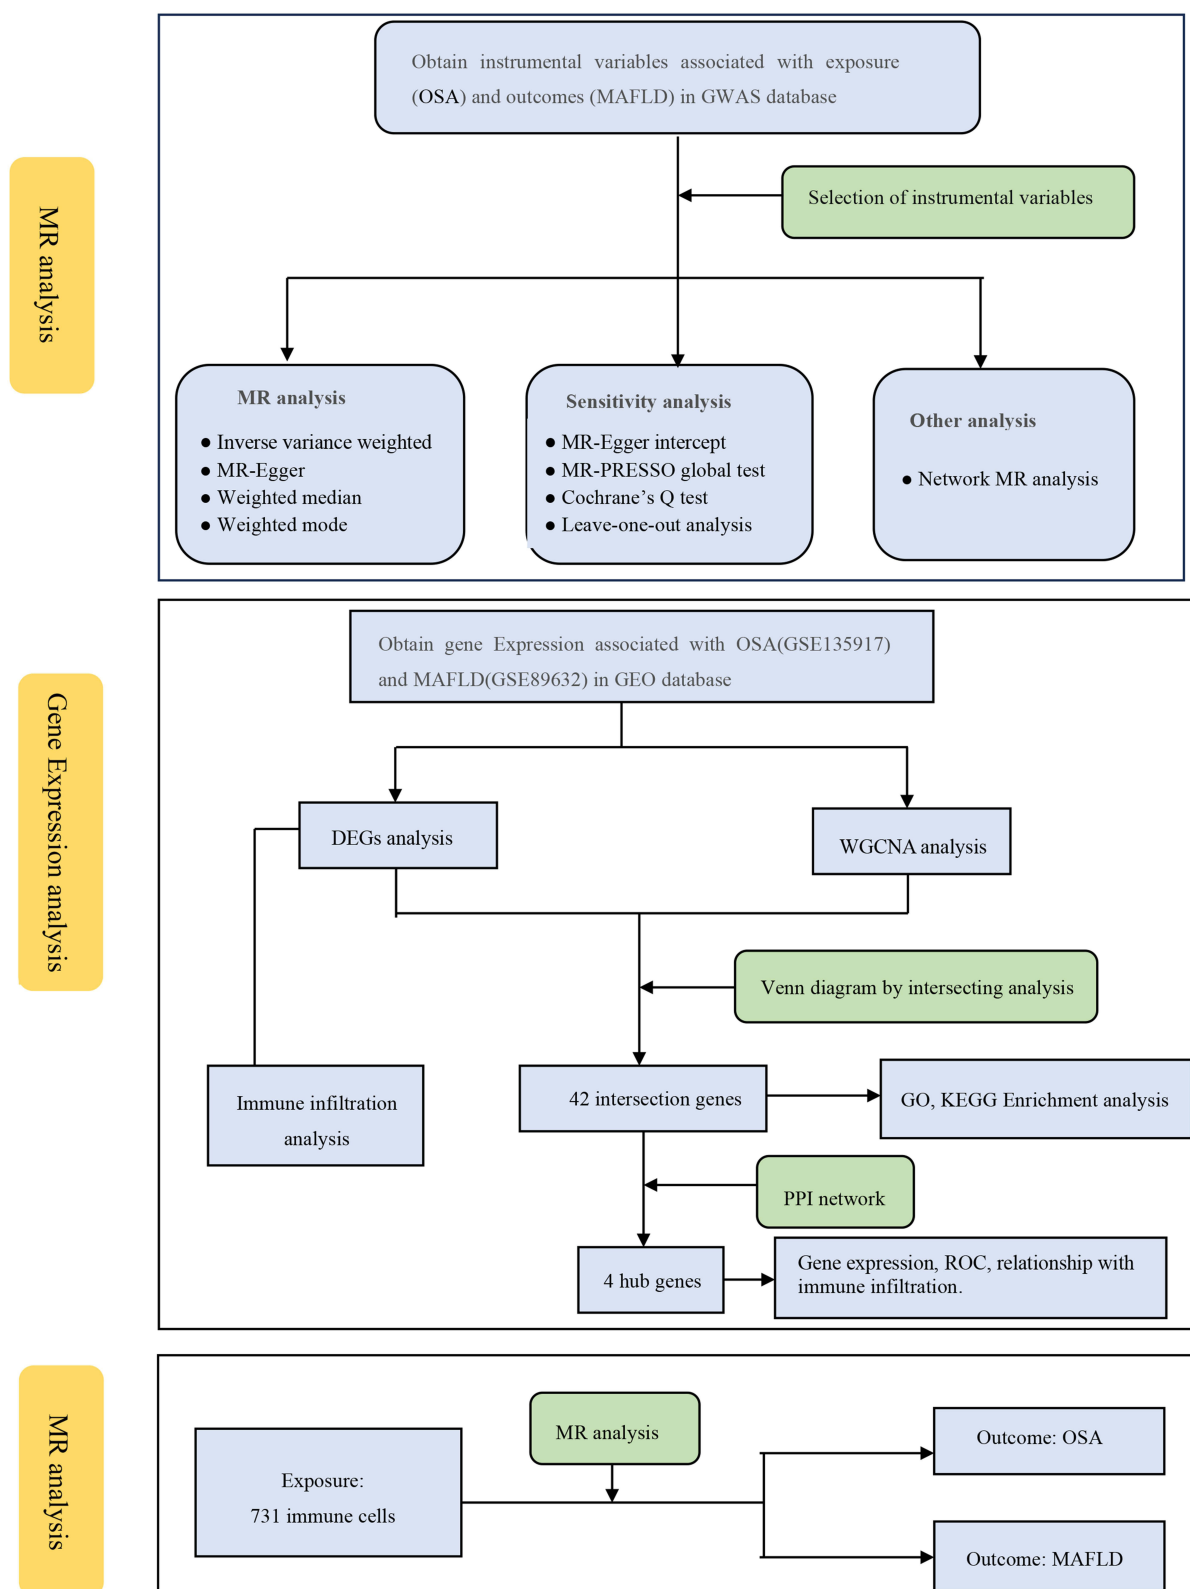 Obtain instrumental variables associated with exposure
(OSA) and outcomes (MAFLD) in GWAS database
Selection of instrumental variables
MR analysis
MR analysis
● Inverse variance weighted
● MR-Egger
● Weighted median
● Weighted mode
Sensitivity analysis
● MR-Egger intercept
● MR-PRESSO global test
● Cochrane’s Q test
● Leave-one-out analysis
Other analysis
● Network MR analysis
Gene Expression analysis
Obtain gene Expression associated with OSA(GSE135917)
and MAFLD(GSE89632) in GEO database
DEGs analysis
WGCNA analysis
Venn diagram by intersecting analysis
Immune infiltration
analysis
42 intersection genes
GO, KEGG Enrichment analysis
PPI network
4 hub genes
Gene expression, ROC, relationship with
immune infiltration.
MR analysis
Exposure:
731 immune cells
MR analysis
Outcome: OSA
Outcome: MAFLD